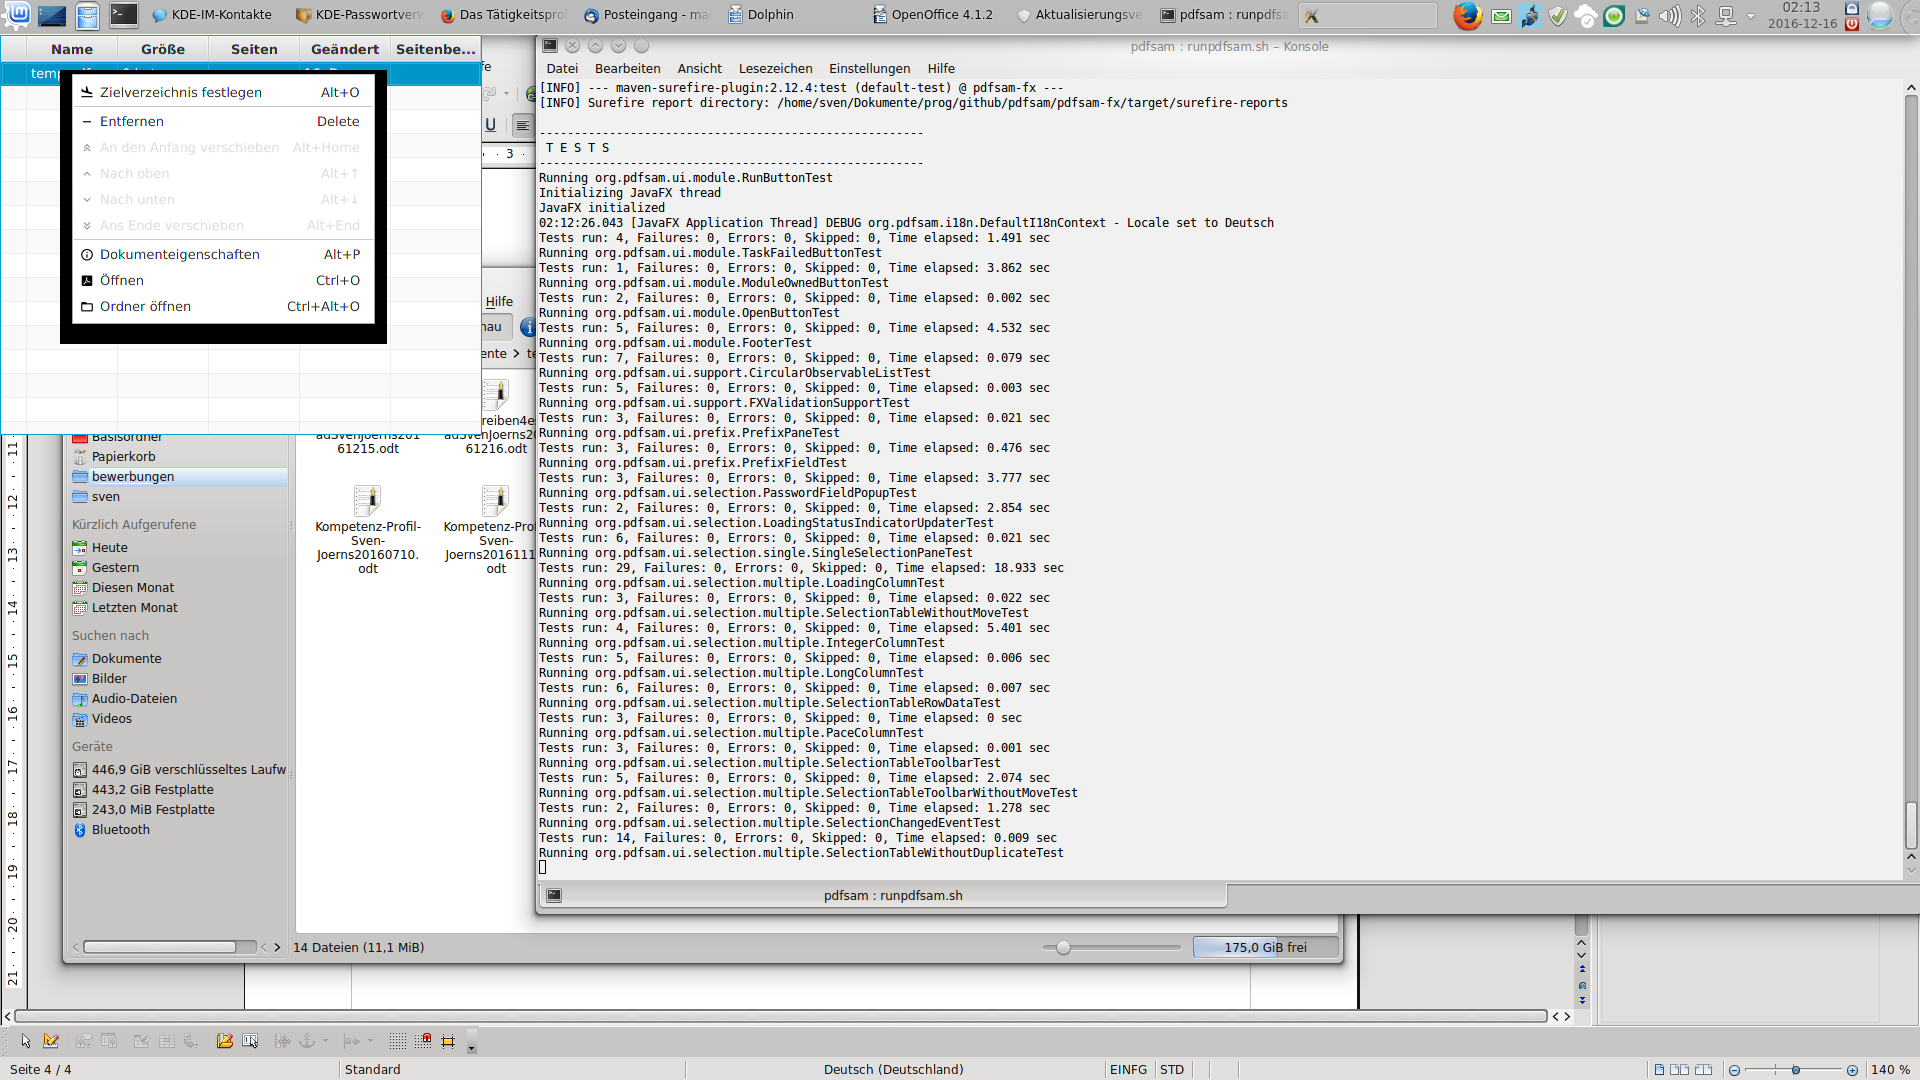 KDE-IM-Kontakte
KDE-Passwortverw
Das Tätigkeitsprofi
Posteingang - mai
Dolphin
OpenOffice 4.1.2
Aktualisierungsve
pdfsam : runpdfsa
02:13
2016-12-16
Name Größe Seiten Geändert Seitenbe...
Zielverzeichnis festlegen Alt+O
Entfernen Delete
An den Anfang verschieben Alt+Home
Nach oben Alt+↑
Nach unten Alt+↓
Ans Ende verschieben Alt+End
Dokumenteigenschaften Alt+P
Öffnen Ctrl+O
Ordner öffnen Ctrl+Alt+O
Hilfe
pdfsam : runpdfsam.sh – Konsole
Datei Bearbeiten Ansicht Lesezeichen Einstellungen Hilfe
[INFO] --- maven-surefire-plugin:2.12.4:test (default-test) @ pdfsam-fx ---
[INFO] Surefire report directory: /home/sven/Dokumente/prog/github/pdfsam/pdfsam-fx/target/surefire-reports
-------------------------------------------------------
T E S T S
-------------------------------------------------------
Running org.pdfsam.ui.module.RunButtonTest
Initializing JavaFX thread
JavaFX initialized
02:12:26.043 [JavaFX Application Thread] DEBUG org.pdfsam.i18n.DefaultI18nContext - Locale set to Deutsch
Tests run: 4, Failures: 0, Errors: 0, Skipped: 0, Time elapsed: 1.491 sec
Running org.pdfsam.ui.module.TaskFailedButtonTest
Tests run: 1, Failures: 0, Errors: 0, Skipped: 0, Time elapsed: 3.862 sec
Running org.pdfsam.ui.module.ModuleOwnedButtonTest
Tests run: 2, Failures: 0, Errors: 0, Skipped: 0, Time elapsed: 0.002 sec
Running org.pdfsam.ui.module.OpenButtonTest
Tests run: 5, Failures: 0, Errors: 0, Skipped: 0, Time elapsed: 4.532 sec
Running org.pdfsam.ui.module.FooterTest
Tests run: 7, Failures: 0, Errors: 0, Skipped: 0, Time elapsed: 0.079 sec
Running org.pdfsam.ui.support.CircularObservableListTest
Tests run: 5, Failures: 0, Errors: 0, Skipped: 0, Time elapsed: 0.003 sec
Running org.pdfsam.ui.support.FXValidationSupportTest
Tests run: 3, Failures: 0, Errors: 0, Skipped: 0, Time elapsed: 0.021 sec
Running org.pdfsam.ui.prefix.PrefixPaneTest
Tests run: 3, Failures: 0, Errors: 0, Skipped: 0, Time elapsed: 0.476 sec
Running org.pdfsam.ui.prefix.PrefixFieldTest
Tests run: 3, Failures: 0, Errors: 0, Skipped: 0, Time elapsed: 3.777 sec
Running org.pdfsam.ui.selection.PasswordFieldPopupTest
Tests run: 2, Failures: 0, Errors: 0, Skipped: 0, Time elapsed: 2.854 sec
Running org.pdfsam.ui.selection.LoadingStatusIndicatorUpdaterTest
Tests run: 6, Failures: 0, Errors: 0, Skipped: 0, Time elapsed: 0.021 sec
Running org.pdfsam.ui.selection.single.SingleSelectionPaneTest
Tests run: 29, Failures: 0, Errors: 0, Skipped: 0, Time elapsed: 18.933 sec
Running org.pdfsam.ui.selection.multiple.LoadingColumnTest
Tests run: 3, Failures: 0, Errors: 0, Skipped: 0, Time elapsed: 0.022 sec
Running org.pdfsam.ui.selection.multiple.SelectionTableWithoutMoveTest
Tests run: 4, Failures: 0, Errors: 0, Skipped: 0, Time elapsed: 5.401 sec
Running org.pdfsam.ui.selection.multiple.IntegerColumnTest
Tests run: 5, Failures: 0, Errors: 0, Skipped: 0, Time elapsed: 0.006 sec
Running org.pdfsam.ui.selection.multiple.LongColumnTest
Tests run: 6, Failures: 0, Errors: 0, Skipped: 0, Time elapsed: 0.007 sec
Running org.pdfsam.ui.selection.multiple.SelectionTableRowDataTest
Tests run: 3, Failures: 0, Errors: 0, Skipped: 0, Time elapsed: 0 sec
Running org.pdfsam.ui.selection.multiple.PaceColumnTest
Tests run: 3, Failures: 0, Errors: 0, Skipped: 0, Time elapsed: 0.001 sec
Running org.pdfsam.ui.selection.multiple.SelectionTableToolbarTest
Tests run: 5, Failures: 0, Errors: 0, Skipped: 0, Time elapsed: 2.074 sec
Running org.pdfsam.ui.selection.multiple.SelectionTableToolbarWithoutMoveTest
Tests run: 2, Failures: 0, Errors: 0, Skipped: 0, Time elapsed: 1.278 sec
Running org.pdfsam.ui.selection.multiple.SelectionChangedEventTest
Tests run: 14, Failures: 0, Errors: 0, Skipped: 0, Time elapsed: 0.009 sec
Running org.pdfsam.ui.selection.multiple.SelectionTableWithoutDuplicateTest
pdfsam : runpdfsam.sh
Basisordner
Papierkorb
bewerbungen
sven
Kürzlich Aufgerufene
Heute
Gestern
Diesen Monat
Letzten Monat
Suchen nach
Dokumente
Bilder
Audio-Dateien
Videos
Geräte
446,9 GiB verschlüsseltes Laufw
443,2 GiB Festplatte
243,0 MiB Festplatte
Bluetooth
adSvenJoerns201
61215.odt
reiben4e
adSvenJoerns20
61216.odt
Kompetenz-Profil-
Sven-
Joerns20160710.
odt
Kompetenz-Pro
Sven-
Joerns2016111
odt
14 Dateien (11,1 MiB)
175,0 GiB frei
Seite 4 / 4 Standard Deutsch (Deutschland) EINFG STD 140 %